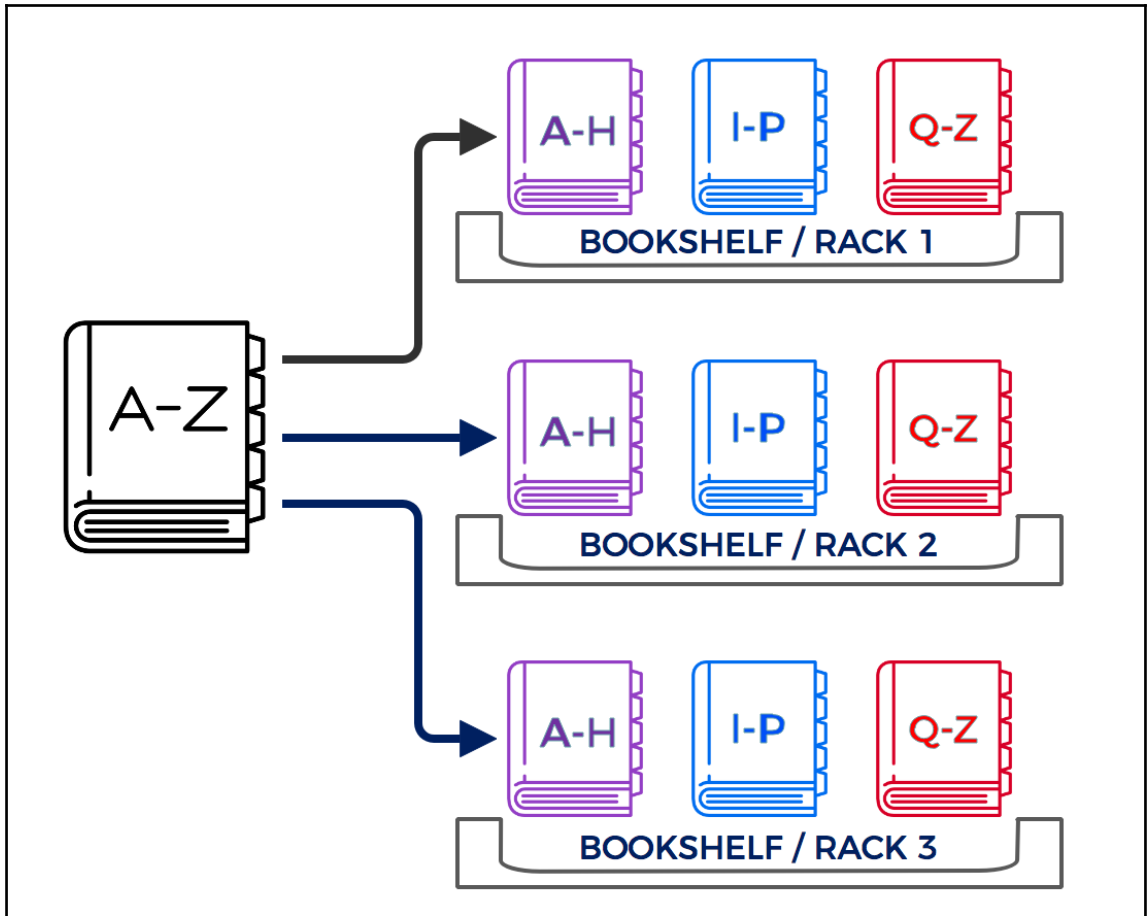 A-H
I-P
Q-Z
BOOKSHELF / RACK 1
A-Z
A-H
I-P
Q-Z
BOOKSHELF / RACK 2
A-H
I-P
Q-Z
BOOKSHELF / RACK 3